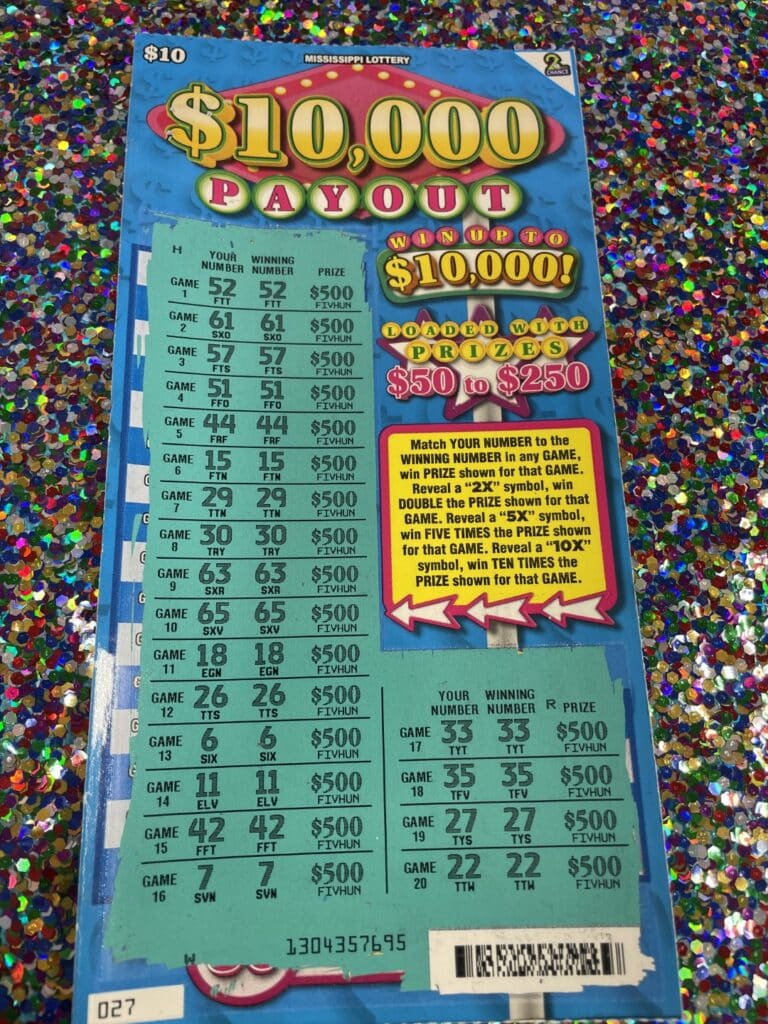 $10
MISSISSIPPI LOTTERY
2nd CHANCE
$10,000
PAYOUT
WIN UP TO
$10,000!
LOADED WITH
PRIZES
$50 to $250
Match YOUR NUMBER to the
WINNING NUMBER in any GAME,
win PRIZE shown for that GAME.
Reveal a "2X" symbol, win
DOUBLE the PRIZE shown for that
GAME. Reveal a "5X" symbol,
win FIVE TIMES the PRIZE shown
for that GAME. Reveal a "10X"
symbol, win TEN TIMES the
PRIZE shown for that GAME.
H YOUR WINNING
NUMBER NUMBER PRIZE
GAME 52 52 $500
1 FTT FTT FIVHUN
GAME 61 61 $500
2 SXO SXO FIVHUN
GAME 57 57 $500
3 FTS FTS FIVHUN
GAME 51 51 $500
4 FFO FFO FIVHUN
GAME 44 44 $500
5 FRF FRF FIVHUN
GAME 15 15 $500
6 FTN FTN FIVHUN
GAME 29 29 $500
7 TTN TTN FIVHUN
GAME 30 30 $500
8 TRY TRY FIVHUN
GAME 63 63 $500
9 SXR SXR FIVHUN
GAME 65 65 $500
10 SXV SXV FIVHUN
GAME 18 18 $500
11 EGN EGN FIVHUN
GAME 26 26 $500
12 TTS TTS FIVHUN
GAME 6 6 $500
13 SIX SIX FIVHUN
GAME 11 11 $500
14 ELV ELV FIVHUN
GAME 42 42 $500
15 FFT FFT FIVHUN
GAME 7 7 $500
16 SVN SVN FIVHUN
YOUR WINNING
NUMBER NUMBER R PRIZE
GAME 33 33 $500
17 TYT TYT FIVHUN
GAME 35 35 $500
18 TFV TFV FIVHUN
GAME 27 27 $500
19 TYS TYS FIVHUN
GAME 22 22 $500
20 TTW TTW FIVHUN
W 1304357695
027